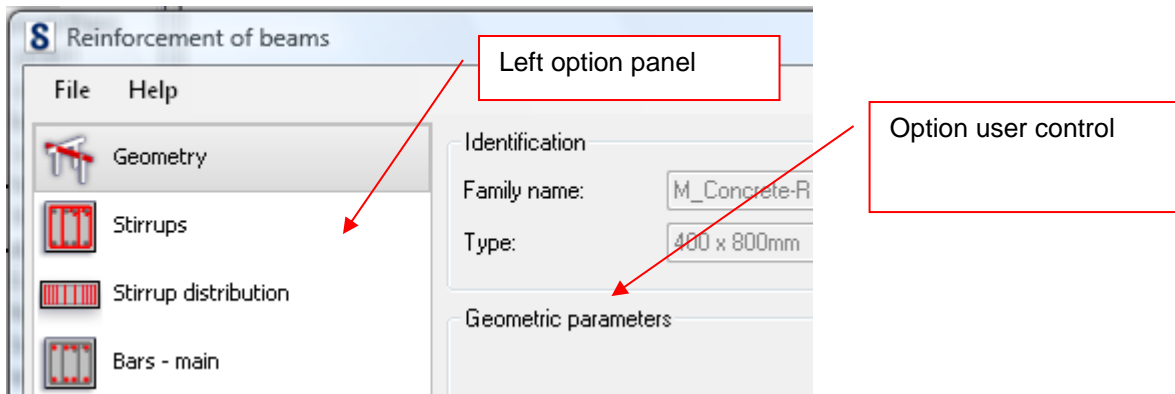 Reinforcement of beams
Left option panel
File Help
Option user control
Geometry
Identification
Family name: M_Concrete-R
Stirrups
Type: 400 x 800mm
Stirrup distribution
Geometric parameters
Bars - main